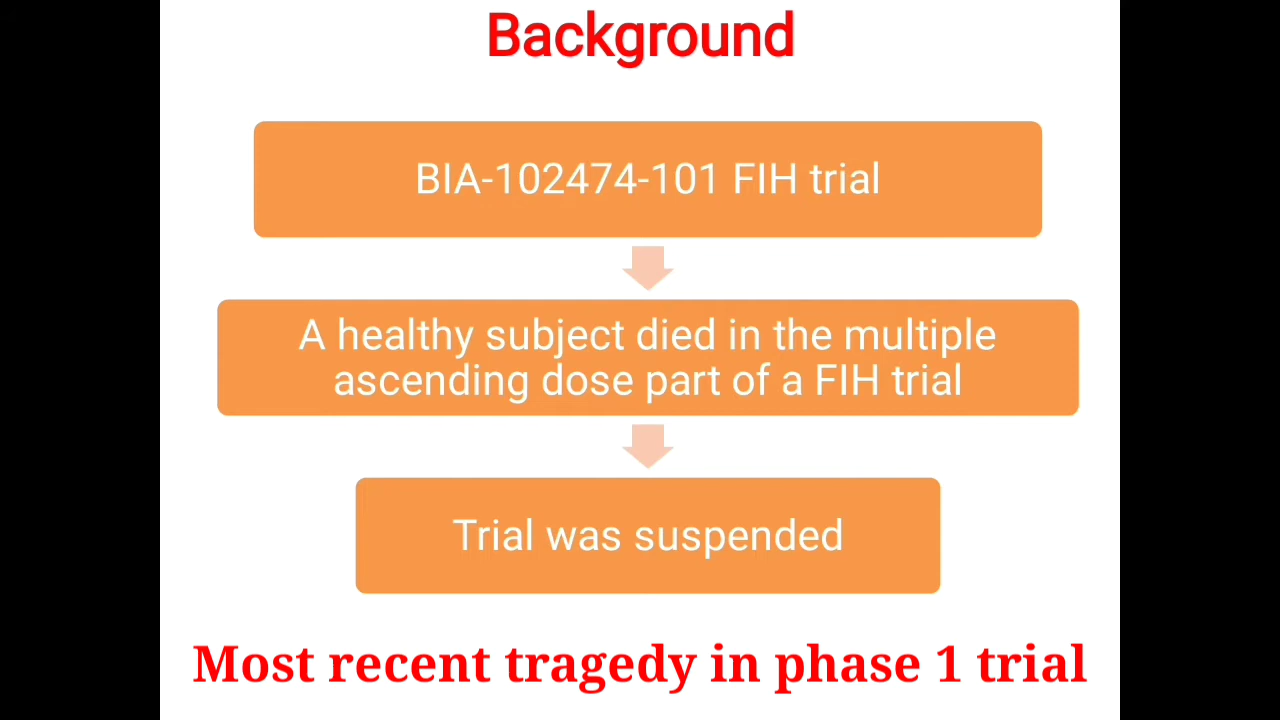 Background
BIA-102474-101 FIH trial
A healthy subject died in the multiple
ascending dose part of a FIH trial
Trial was suspended
Most recent tragedy in phase 1 trial